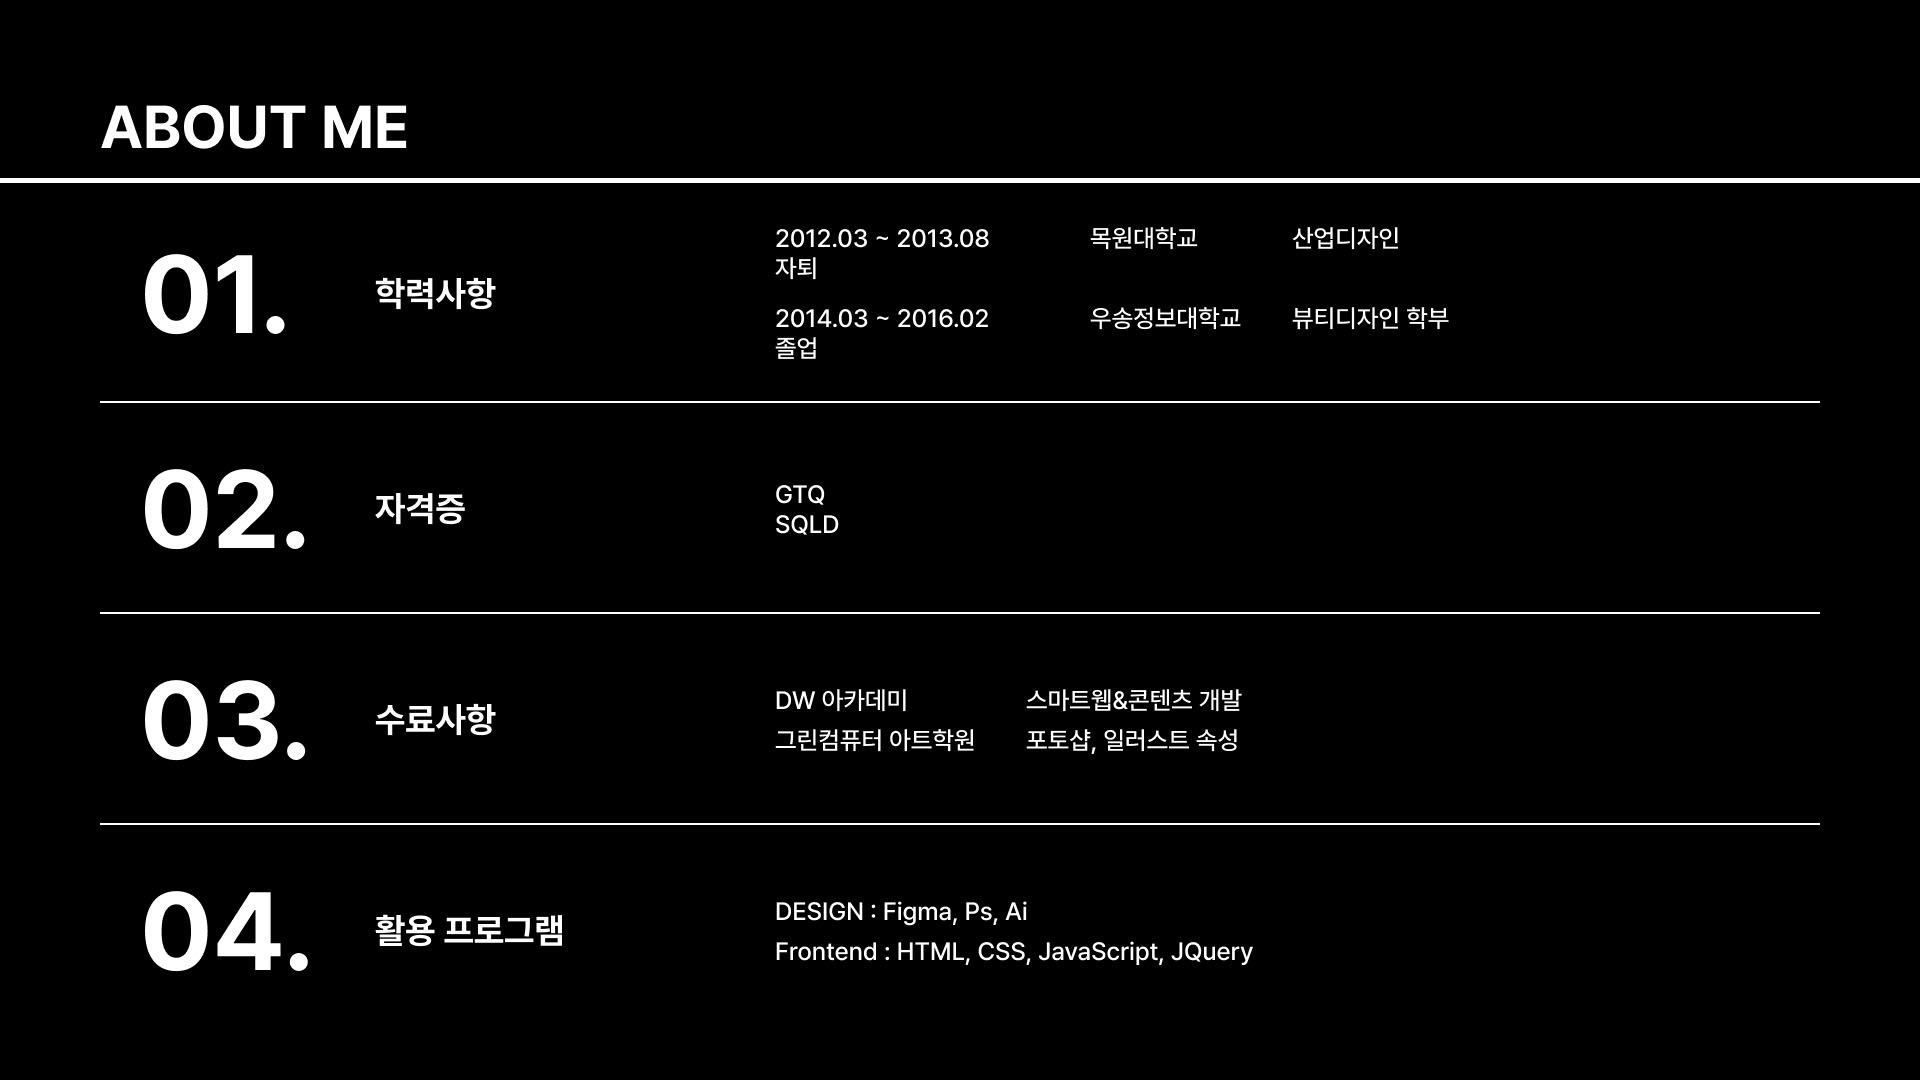 ABOUT ME
01.
학력사항
2012.03 ~ 2013.08 목원대학교 산업디자인
자퇴
2014.03 ~ 2016.02 우송정보대학교 뷰티디자인 학부
졸업
02.
자격증
GTQ
SQLD
03.
수료사항
DW 아카데미 스마트웹&콘텐츠 개발
그린컴퓨터 아트학원 포토샵, 일러스트 속성
04.
활용 프로그램
DESIGN : Figma, Ps, Ai
Frontend : HTML, CSS, JavaScript, JQuery